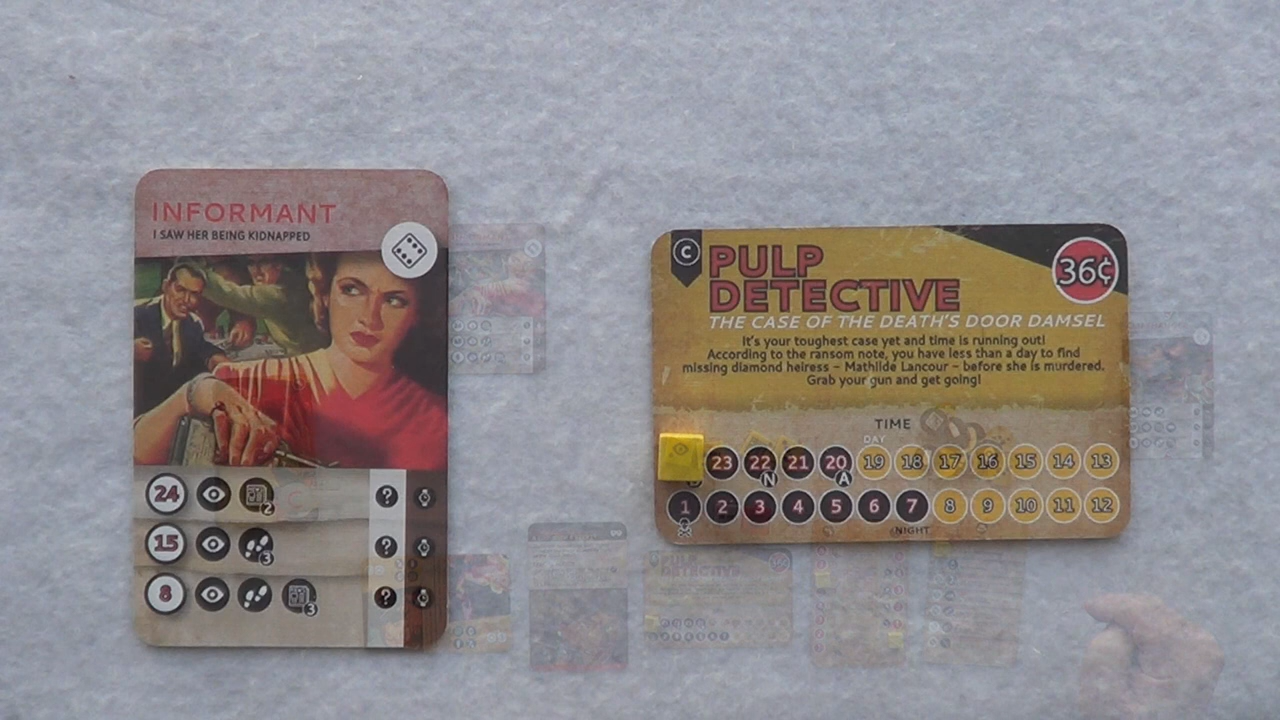 INFORMANT
I SAW HER BEING KIDNAPPED
24 2
15 3
8 3
? 
?
?
C
PULP
DETECTIVE
36¢
THE CASE OF THE DEATH'S DOOR DAMSEL
It's your toughest case yet and time is running out!
According to the ransom note, you have less than a day to find
missing diamond heiress – Mathilde Lancour – before she is murdered.
Grab your gun and get going!
TIME
DAY
23 22 21 20 19 18 17 16 15 14 13
N A
1 2 3 4 5 6 7 8 9 10 11 12
NIGHT
PULP
DETECTIVE